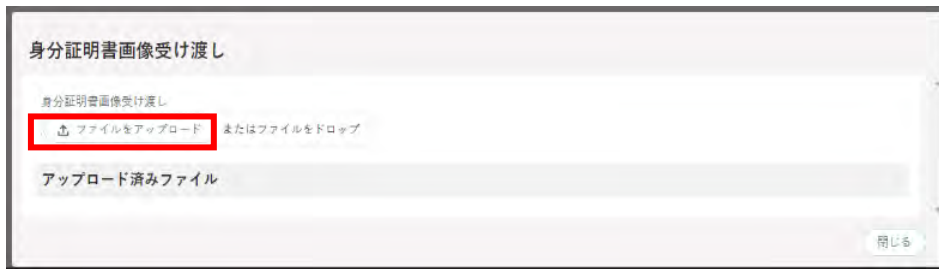 身分証明書画像受け渡し
身分証明書画像受け渡し
ファイルをアップロード またはファイルをドロップ
アップロード済みファイル
閉じる